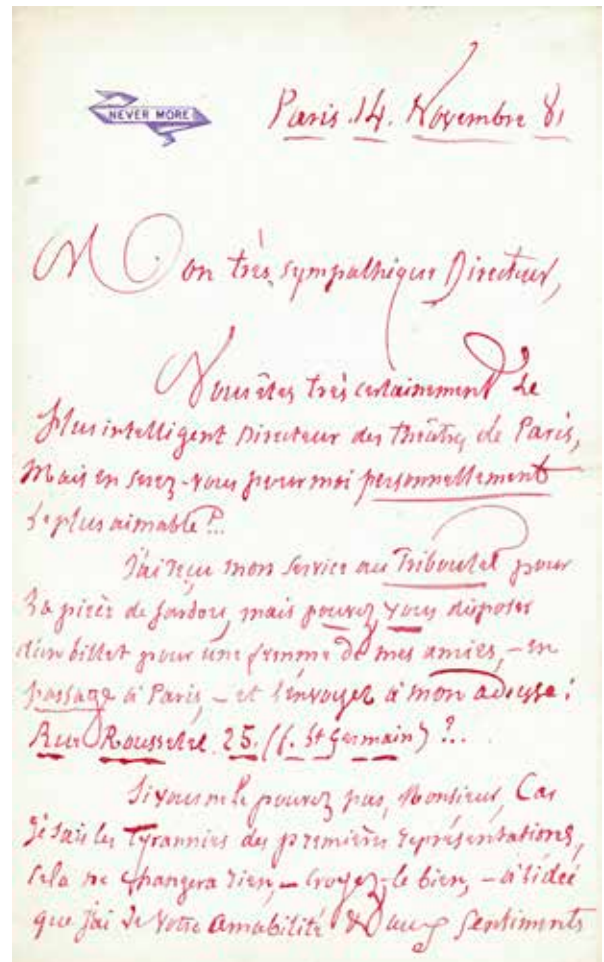 NEVER MORE
Paris .14. Novembre 81
Mon très sympathique Directeur,
Vous êtes très certainement Le
plus intelligent Directeur des Théâtres de Paris,
Mais en serez-vous pour moi personnellement
Le plus aimable ?..
J'ai reçu mon service au Triboulet pour
La pièce de Sardou, mais pouvez vous disposer
d'un billet pour une femme de mes amies, – en
passage à Paris, – et l'envoyer à mon adresse :
Rue Rousselet. 25. (f. St Germain) ?..
Si vous ne le pouvez pas, Monsieur, Car
je sais les Tyrannies des premières représentations,
cela ne changera rien, – croyez-le bien, – à l'idée
que j'ai de Votre amabilité & aux Sentiments